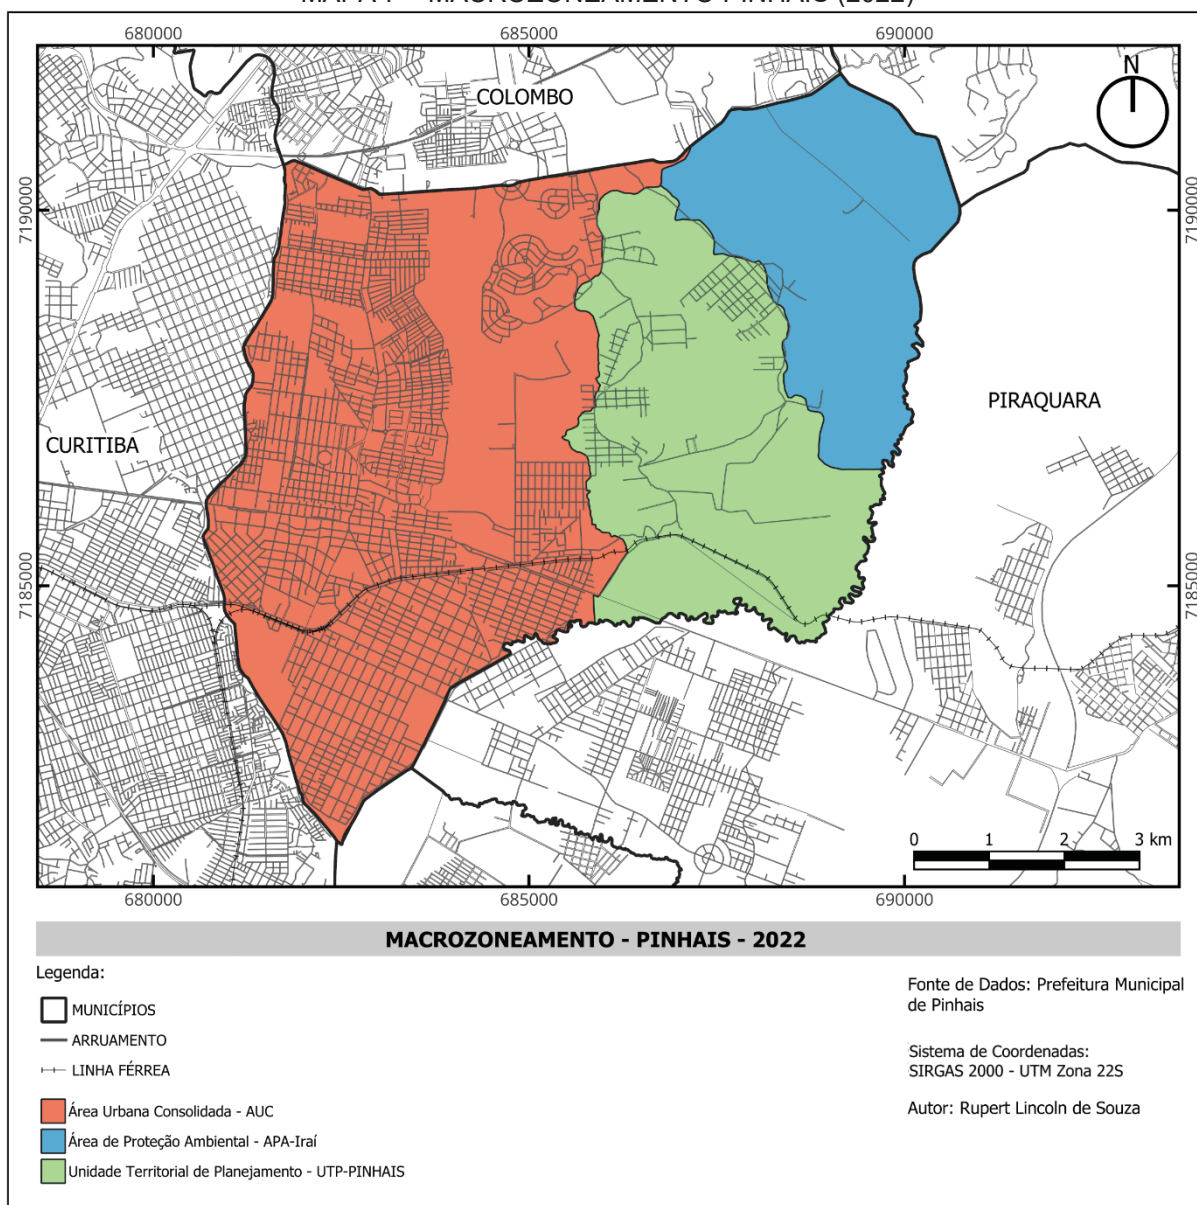 680000
685000
690000
COLOMBO
N
7190000
7190000
PIRAQUARA
CURITIBA
7185000
7185000
0 1 2 3 km
680000
685000
690000
MACROZONEAMENTO - PINHAIS - 2022
Legenda:
MUNICÍPIOS
ARRUAMENTO
LINHA FÉRREA
Área Urbana Consolidada - AUC
Área de Proteção Ambiental - APA-Iraí
Unidade Territorial de Planejamento - UTP-PINHAIS
Fonte de Dados: Prefeitura Municipal
de Pinhais
Sistema de Coordenadas:
SIRGAS 2000 - UTM Zona 22S
Autor: Rupert Lincoln de Souza